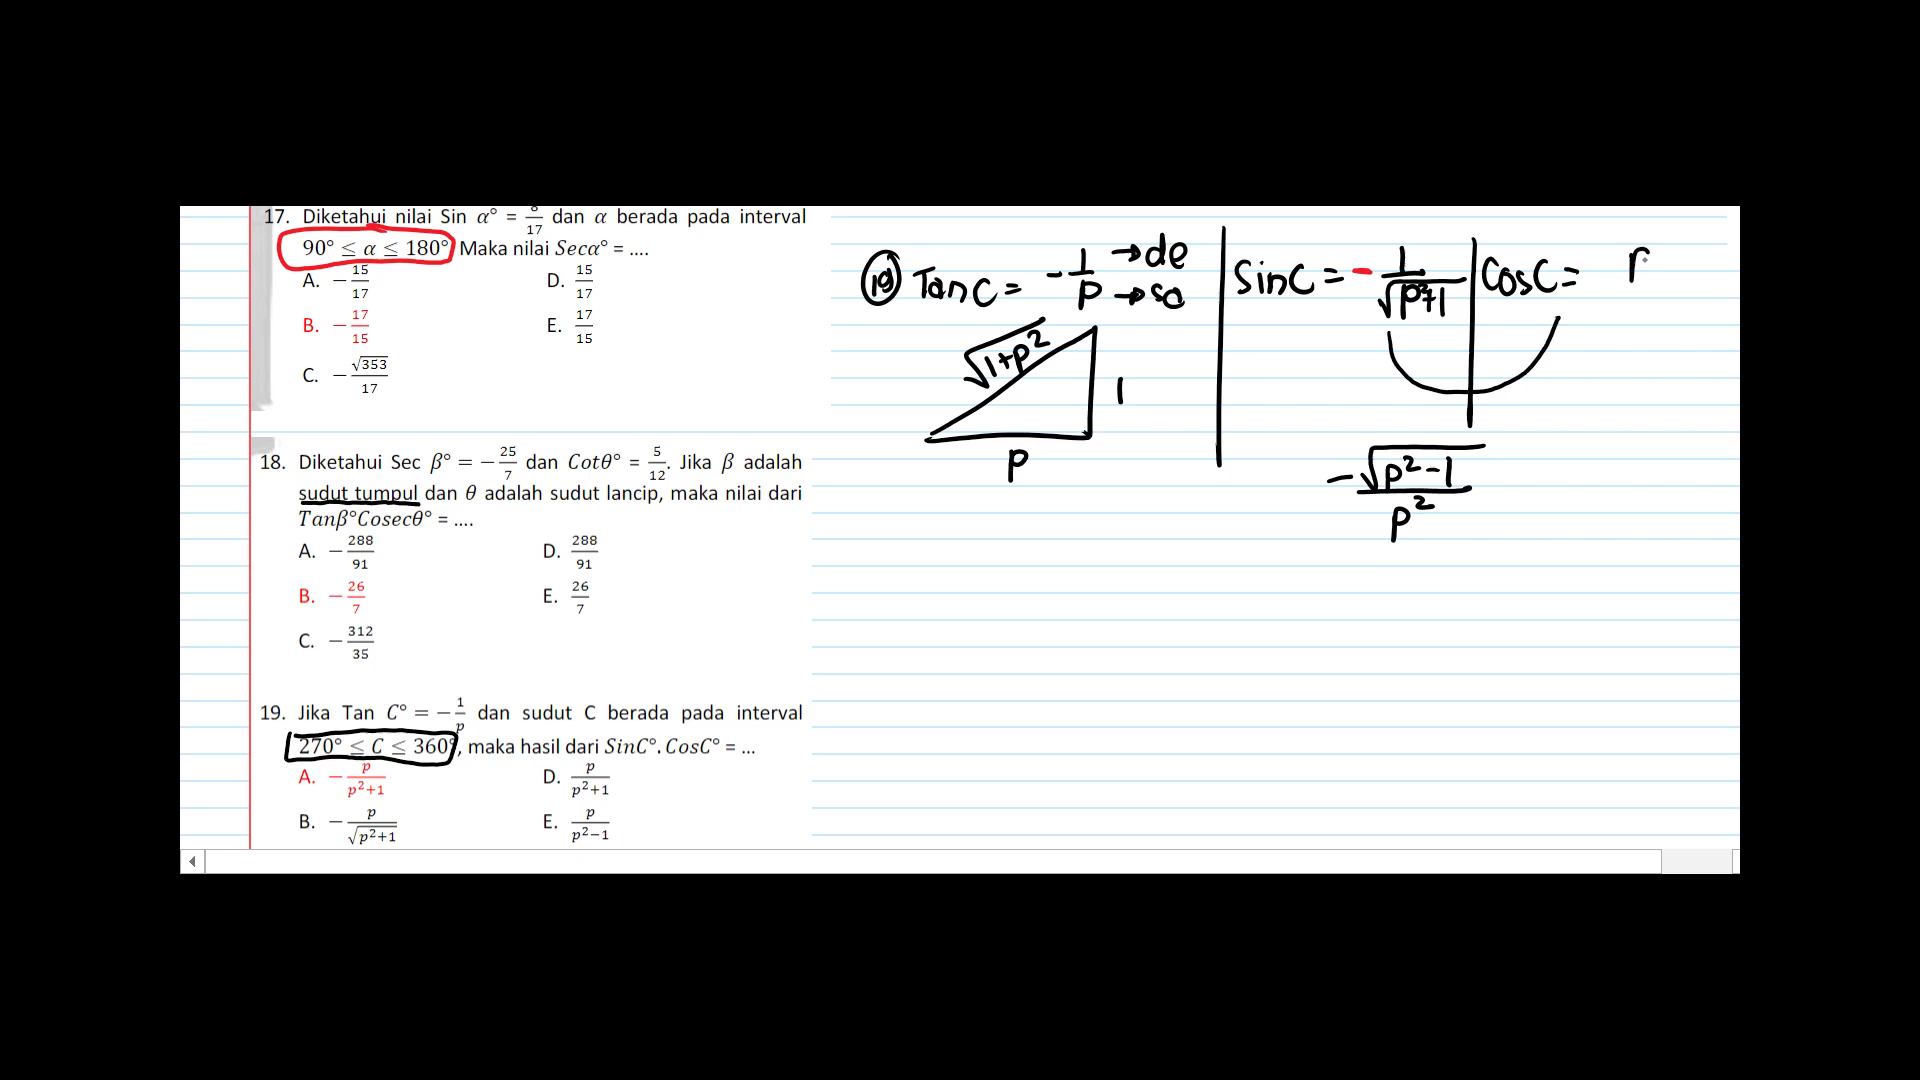 17. Diketahui nilai Sin α° = 8/17 dan α berada pada interval
90° ≤ α ≤ 180° Maka nilai Secα° = ....
A. −15/17 D. 15/17
B. −17/15 E. 17/15
C. −√353/17
18. Diketahui Sec β° = −25/7 dan Cotθ° = 5/12. Jika β adalah
sudut tumpul dan θ adalah sudut lancip, maka nilai dari
Tanβ°Cosecθ° = ....
A. −288/91 D. 288/91
B. −26/7 E. 26/7
C. −312/35
19. Jika Tan C° = −1/p dan sudut C berada pada interval
270° ≤ C ≤ 360°, maka hasil dari SinC°. CosC° = ...
A. −p/p²+1 D. p/p²+1
B. −p/√p²+1 E. p/p²−1
19 Tan C = -1/p → de → sa
√1+p²
1
p
Sin C = -1/√p²+1
Cos C =
-√p²-1/p²